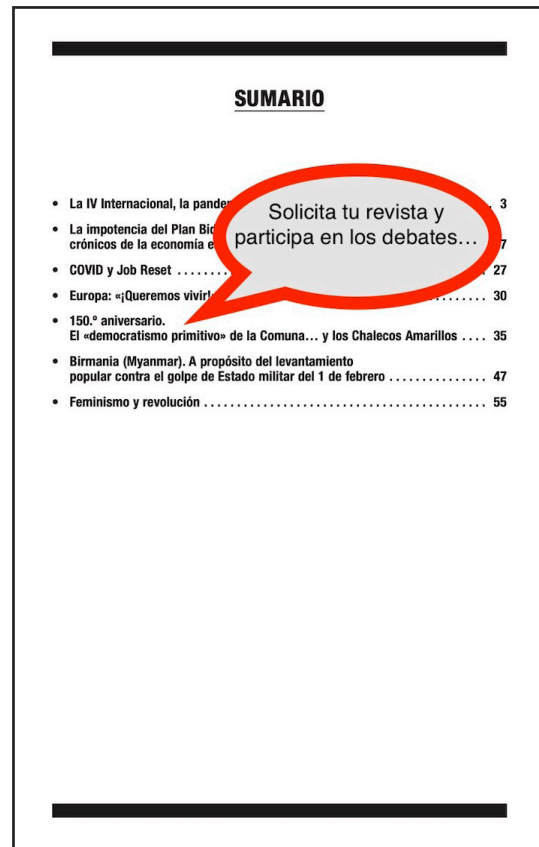 SUMARIO
• La IV Internacional, la 3
• La impotencia del Plan
crónicos de la economía 7
• COVID y Job Reset ........ 27
• Europa: «¡Queremos ........ 30
• 150.º aniversario.
El «democratismo primitivo» de la Comuna… y los Chalecos Amarillos .... 35
• Birmania (Myanmar). A propósito del levantamiento
popular contra el golpe de Estado militar del 1 de febrero ............... 47
• Feminismo y revolución .......................................... 55
Solicita tu revista y
participa en los debates…